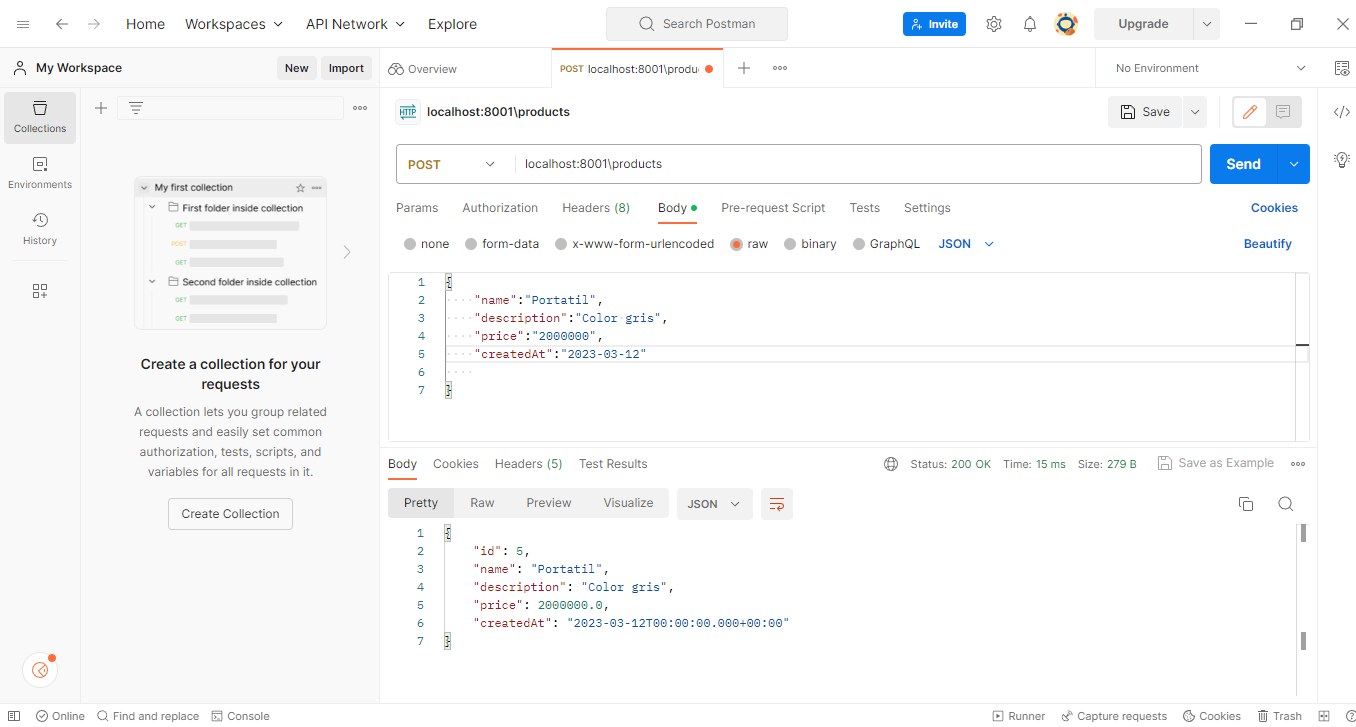 Home Workspaces API Network Explore Search Postman Invite Upgrade
My Workspace New Import Overview POST localhost:8001\produ No Environment
Collections
Environments
History
My first collection
First folder inside collection
GET
POST
GET
Second folder inside collection
GET
GET
Create a collection for your
requests
A collection lets you group related
requests and easily set common
authorization, tests, scripts, and
variables for all requests in it.
Create Collection
HTTP localhost:8001\products Save
POST localhost:8001\products Send
Params Authorization Headers (8) Body Pre-request Script Tests Settings Cookies
none form-data x-www-form-urlencoded raw binary GraphQL JSON Beautify
1 {
2 "name":"Portatil",
3 "description":"Color gris",
4 "price":"2000000",
5 "createdAt":"2023-03-12"
6
7 }
Body Cookies Headers (5) Test Results Status: 200 OK Time: 15 ms Size: 279 B Save as Example
Pretty Raw Preview Visualize JSON
1 {
2 "id": 5,
3 "name": "Portatil",
4 "description": "Color gris",
5 "price": 2000000.0,
6 "createdAt": "2023-03-12T00:00:00.000+00:00"
7 }
Online Find and replace Console Runner Capture requests Cookies Trash